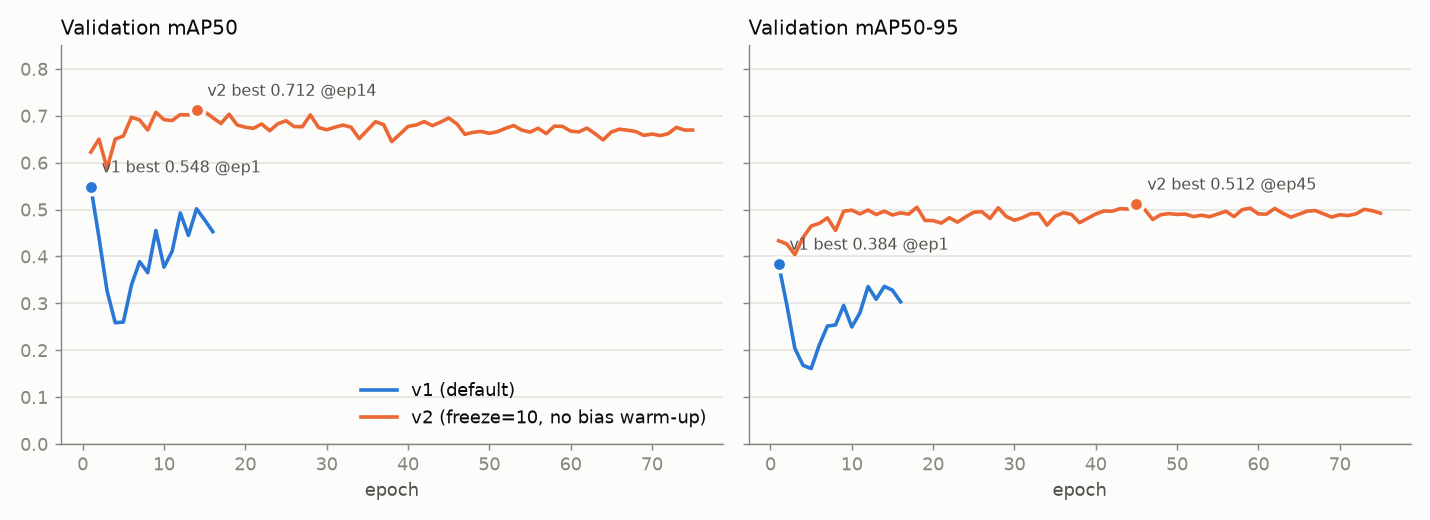 Validation mAP50
0.8
0.7
0.6
0.5
0.4
0.3
0.2
0.1
0.0
v2 best 0.712 @ep14
v1 best 0.548 @ep1
v1 (default)
v2 (freeze=10, no bias warm-up)
0 10 20 30 40 50 60 70
epoch
Validation mAP50-95
v2 best 0.512 @ep45
v1 best 0.384 @ep1
0 10 20 30 40 50 60 70
epoch